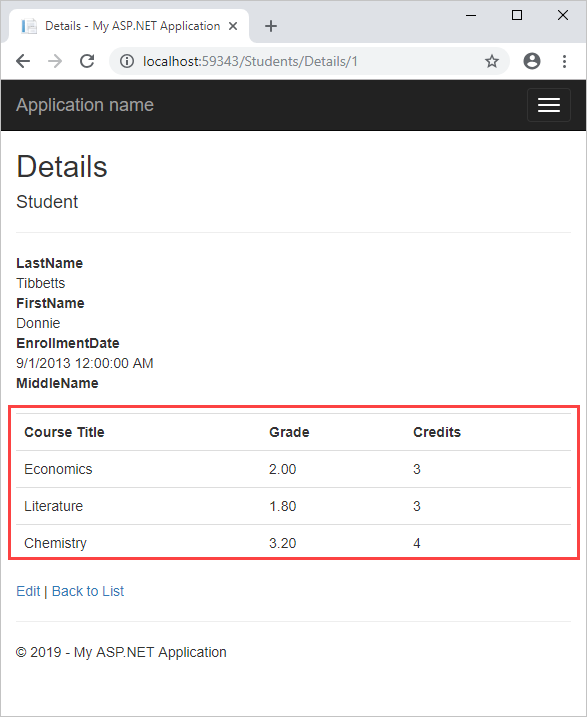 Details - My ASP.NET Application
localhost:59343/Students/Details/1
Application name
Details
Student
LastName
Tibbetts
FirstName
Donnie
EnrollmentDate
9/1/2013 12:00:00 AM
MiddleName
Course Title Grade Credits
Economics 2.00 3
Literature 1.80 3
Chemistry 3.20 4
Edit | Back to List
© 2019 - My ASP.NET Application